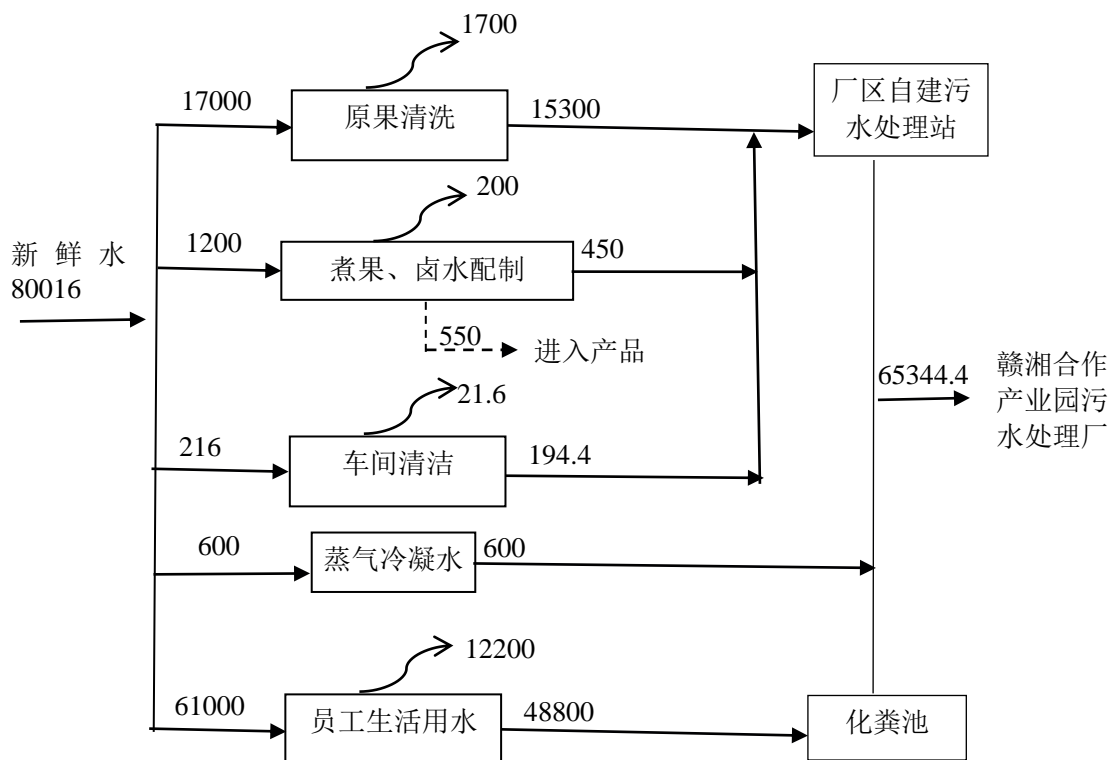 1700
17000
原果清洗
15300
厂区自建污
水处理站
200
新鲜水
80016
1200
煮果、卤水配制
450
550
进入产品
21.6
216
车间清洁
194.4
65344.4
赣湘合作
产业园污
水处理厂
600
蒸气冷凝水
600
12200
61000
员工生活用水
48800
化粪池